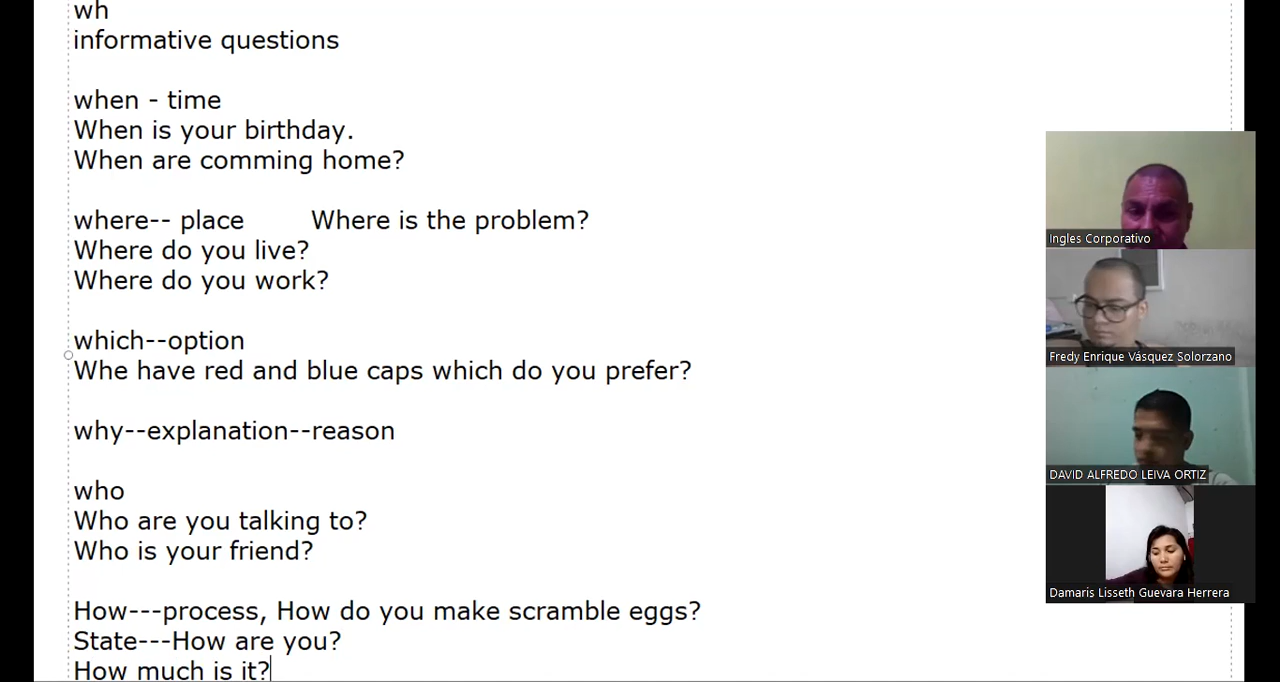 wh
informative questions
when - time
When is your birthday.
When are comming home?
where-- place Where is the problem?
Where do you live?
Where do you work?
which--option
Whe have red and blue caps which do you prefer?
why--explanation--reason
who
Who are you talking to?
Who is your friend?
How---process, How do you make scramble eggs?
State---How are you?
How much is it?
Ingles Corporativo
Fredy Enrique Vásquez Solorzano
DAVID ALFREDO LEIVA ORTIZ
Damaris Lisseth Guevara Herrera